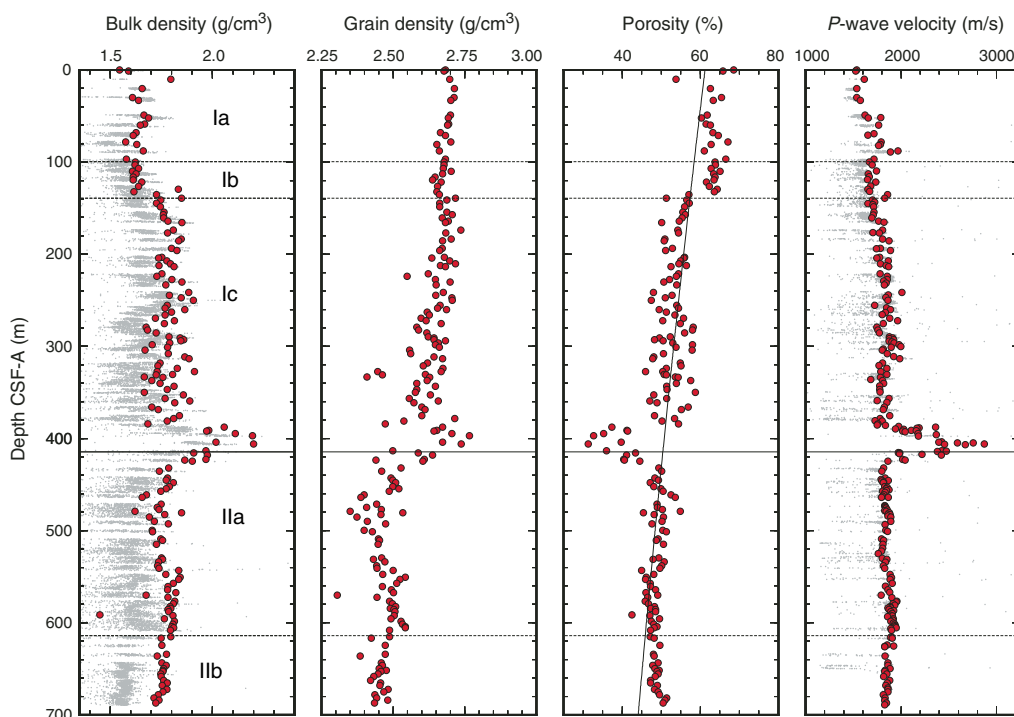 Bulk density (g/cm³) Grain density (g/cm³) Porosity (%) P-wave velocity (m/s)
1.5 2.0 2.25 2.50 2.75 3.00 40 60 80 1000 2000 3000
0
Ia
100
Ib
200
Ic
300
Depth CSF-A (m)
400
IIa
500
600
IIb
700